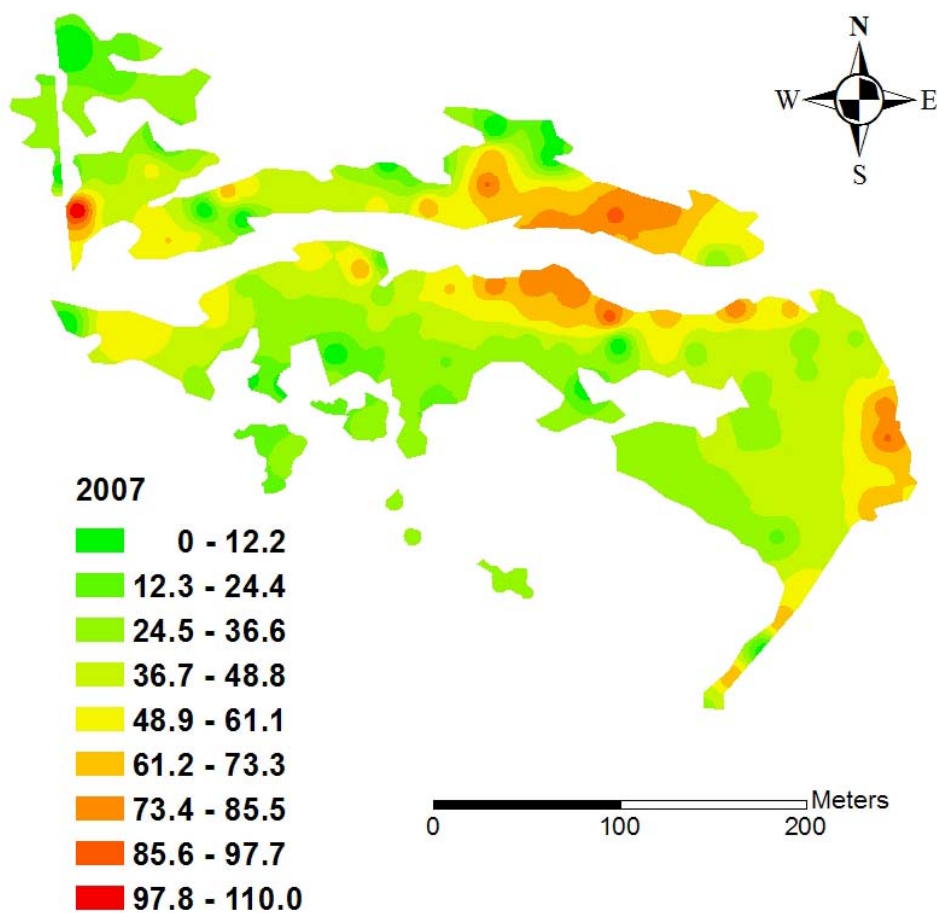 N
W E
S
2007
0 - 12.2
12.3 - 24.4
24.5 - 36.6
36.7 - 48.8
48.9 - 61.1
61.2 - 73.3
73.4 - 85.5
85.6 - 97.7
97.8 - 110.0
Meters
0 100 200